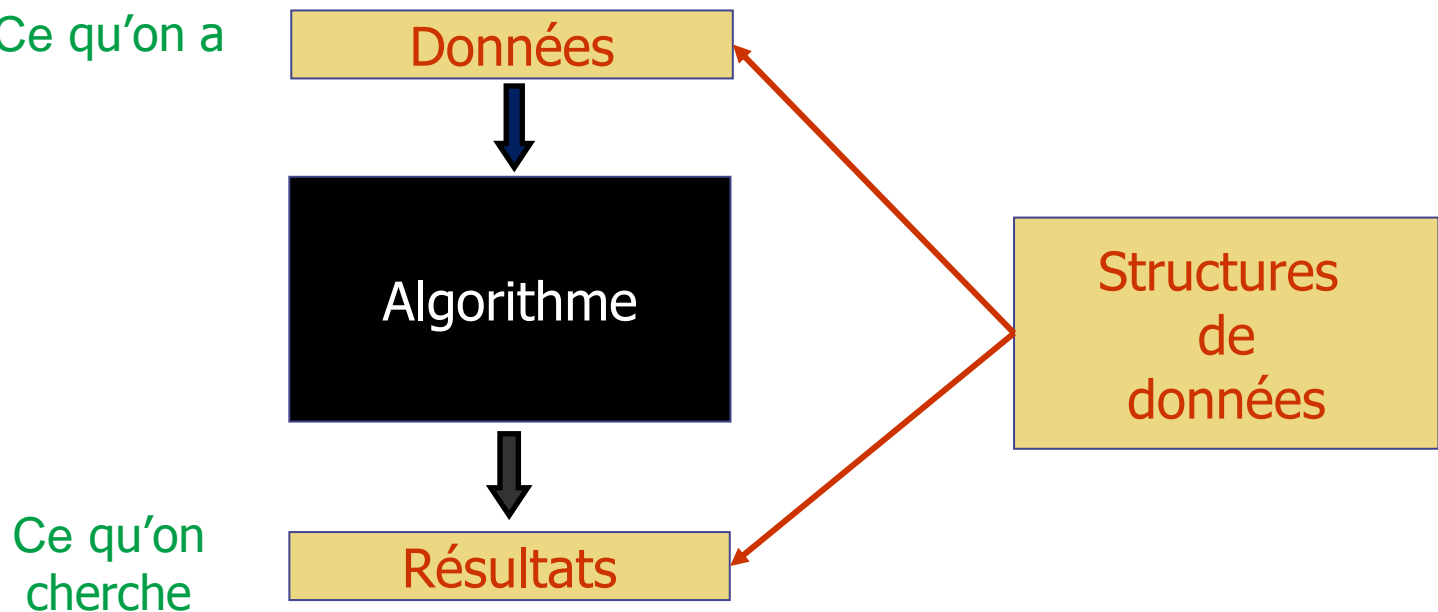 Ce qu’on a
Données
Algorithme
Structures
de
données
Ce qu’on
cherche
Résultats